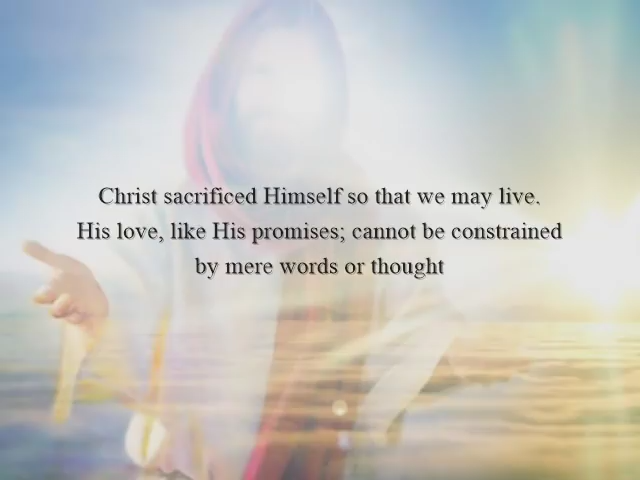 Christ sacrificed Himself so that we may live.
His love, like His promises; cannot be constrained
by mere words or thought